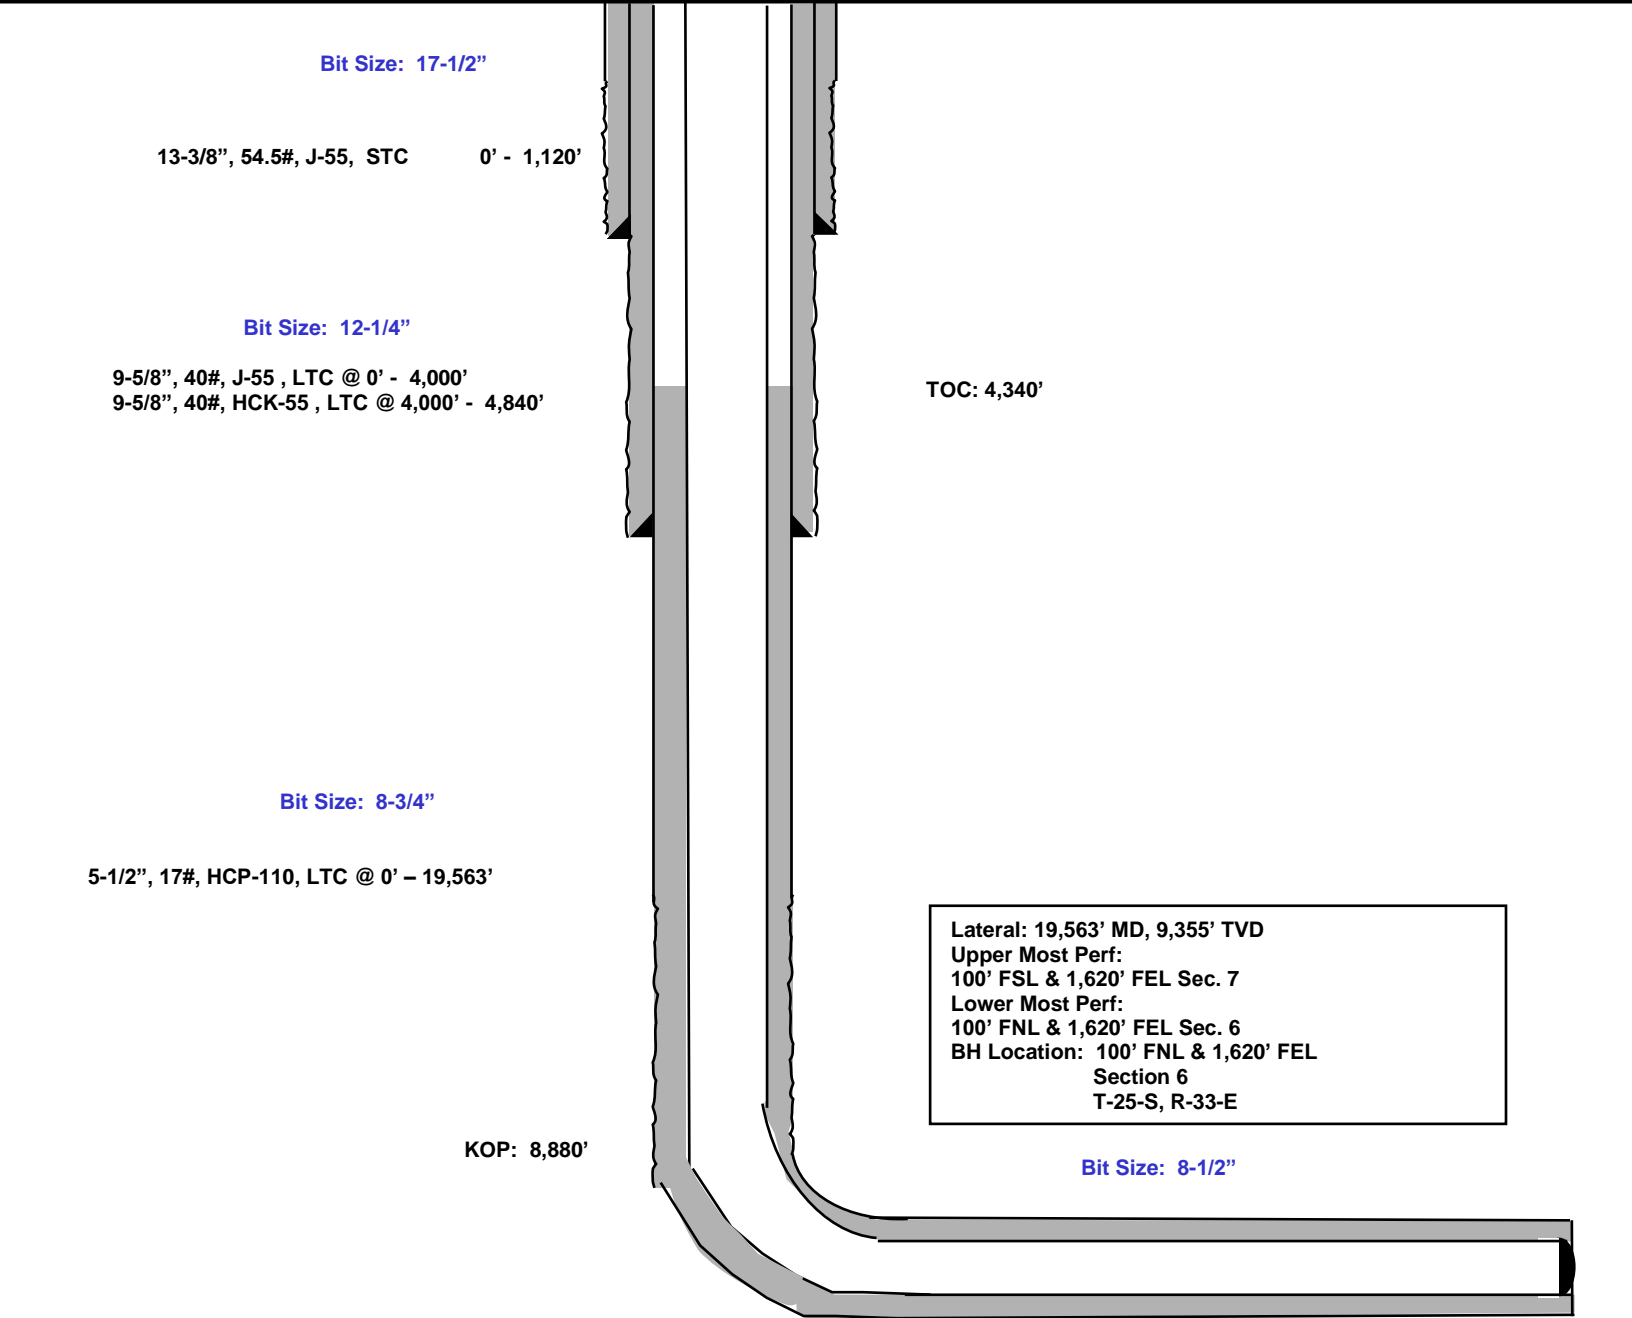 Bit Size: 17-1/2”
13-3/8”, 54.5#, J-55, STC 0’ - 1,120’
Bit Size: 12-1/4”
9-5/8”, 40#, J-55 , LTC @ 0’ - 4,000’
9-5/8”, 40#, HCK-55 , LTC @ 4,000’ - 4,840’
TOC: 4,340’
Bit Size: 8-3/4”
5-1/2”, 17#, HCP-110, LTC @ 0’ – 19,563’
Lateral: 19,563’ MD, 9,355’ TVD
Upper Most Perf:
100’ FSL & 1,620’ FEL Sec. 7
Lower Most Perf:
100’ FNL & 1,620’ FEL Sec. 6
BH Location: 100’ FNL & 1,620’ FEL
Section 6
T-25-S, R-33-E
KOP: 8,880’
Bit Size: 8-1/2”